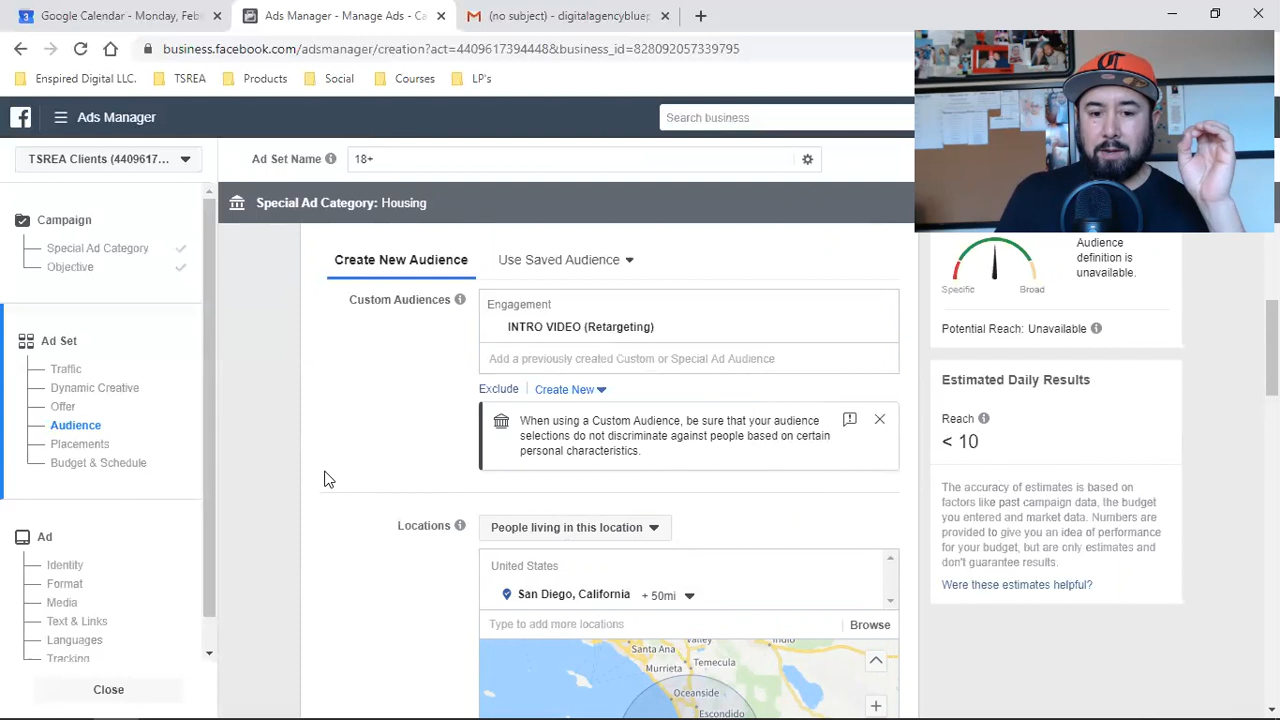 Google Calendar - Monday, Feb
Ads Manager - Manage Ads - Ca
(no subject) - digitalagencybluep
business.facebook.com/adsmanager/creation?act=4409617394448&business_id=828092057339795
Enspired Digital LLC.
TSREA
Products
Social
Courses
LP's
Ads Manager
Search business
TSREA Clients (4409617...
Ad Set Name
18+
Special Ad Category: Housing
Campaign
Special Ad Category
Objective
Ad Set
Traffic
Dynamic Creative
Offer
Audience
Placements
Budget & Schedule
Ad
Identity
Format
Media
Text & Links
Languages
Tracking
Close
Create New Audience
Use Saved Audience
Custom Audiences
Engagement
INTRO VIDEO (Retargeting)
Add a previously created Custom or Special Ad Audience
Exclude
Create New
When using a Custom Audience, be sure that your audience
selections do not discriminate against people based on certain
personal characteristics.
Locations
People living in this location
United States
San Diego, California + 50mi
Type to add more locations
Browse
Valley
Indio
Santa Ana
Murrieta
Temecula
Oceanside
Escondido
Audience
definition is
unavailable.
Specific
Broad
Potential Reach: Unavailable
Estimated Daily Results
Reach
< 10
The accuracy of estimates is based on
factors like past campaign data, the budget
you entered and market data. Numbers are
provided to give you an idea of performance
for your budget, but are only estimates and
don't guarantee results.
Were these estimates helpful?